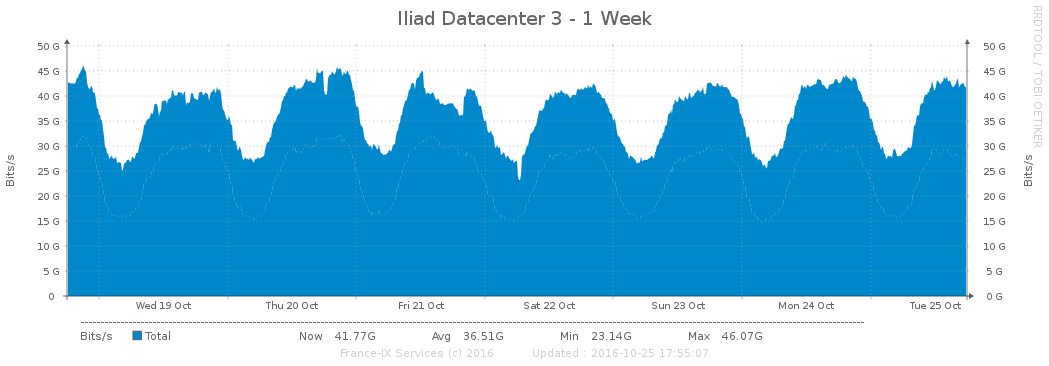 Iliad Datacenter 3 - 1 Week
RRDTOOL / TOBI OETIKER
50 G 50 G
45 G 45 G
40 G 40 G
35 G 35 G
30 G 30 G
25 G 25 G
20 G 20 G
15 G 15 G
10 G 10 G
5 G 5 G
0 0 G
Bits/s
Bits/s
Wed 19 Oct Thu 20 Oct Fri 21 Oct Sat 22 Oct Sun 23 Oct Mon 24 Oct Tue 25 Oct
Bits/s Total Now 41.77G Avg 36.51G Min 23.14G Max 46.07G
France-IX Services (c) 2016 Updated : 2016-10-25 17:55:07